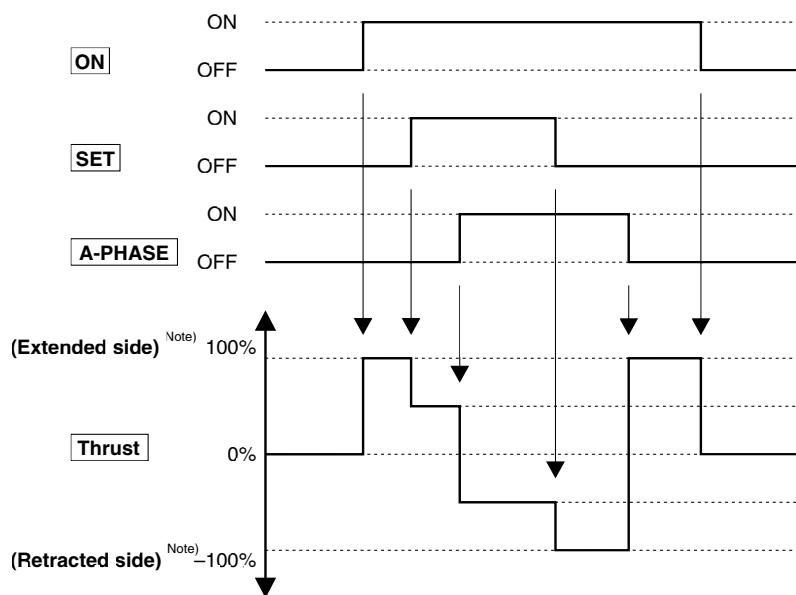 ON
ON
OFF
ON
SET
OFF
ON
A-PHASE
OFF
(Extended side) Note) 100%
Thrust 0%
(Retracted side) Note) –100%